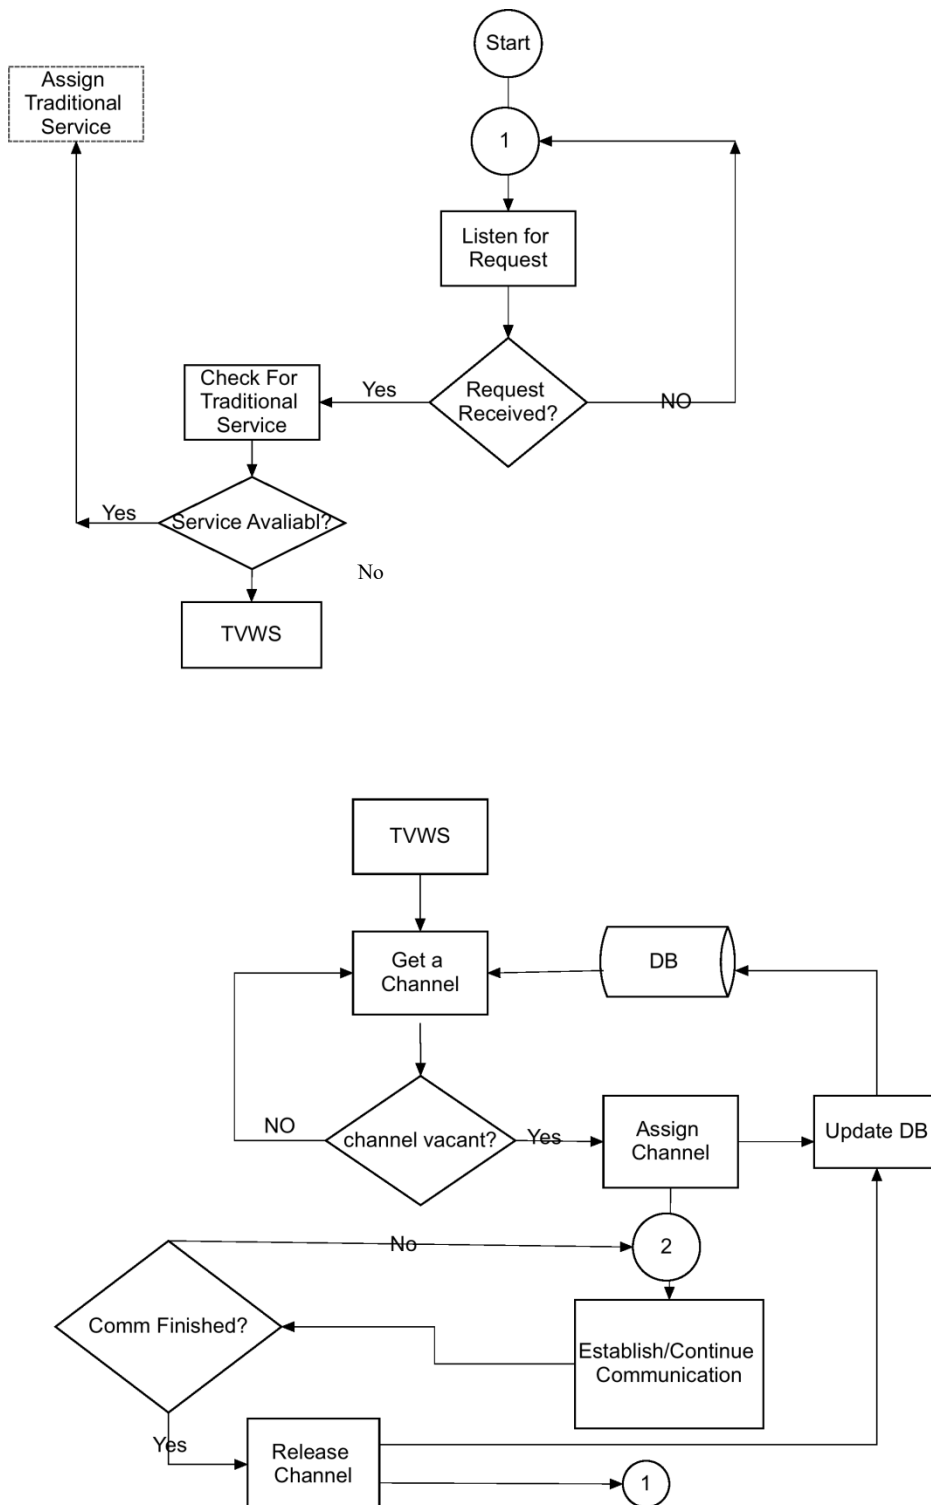 Start
Assign
Traditional
Service
1
Listen for
Request
Check For
Traditional
Service
Yes
Request
Received?
NO
Yes
Service Avaliabl?
No
TVWS
TVWS
Get a
Channel
DB
NO
channel vacant?
Yes
Assign
Channel
Update DB
No
2
Comm Finished?
Establish/Continue
Communication
Yes
Release
Channel
1